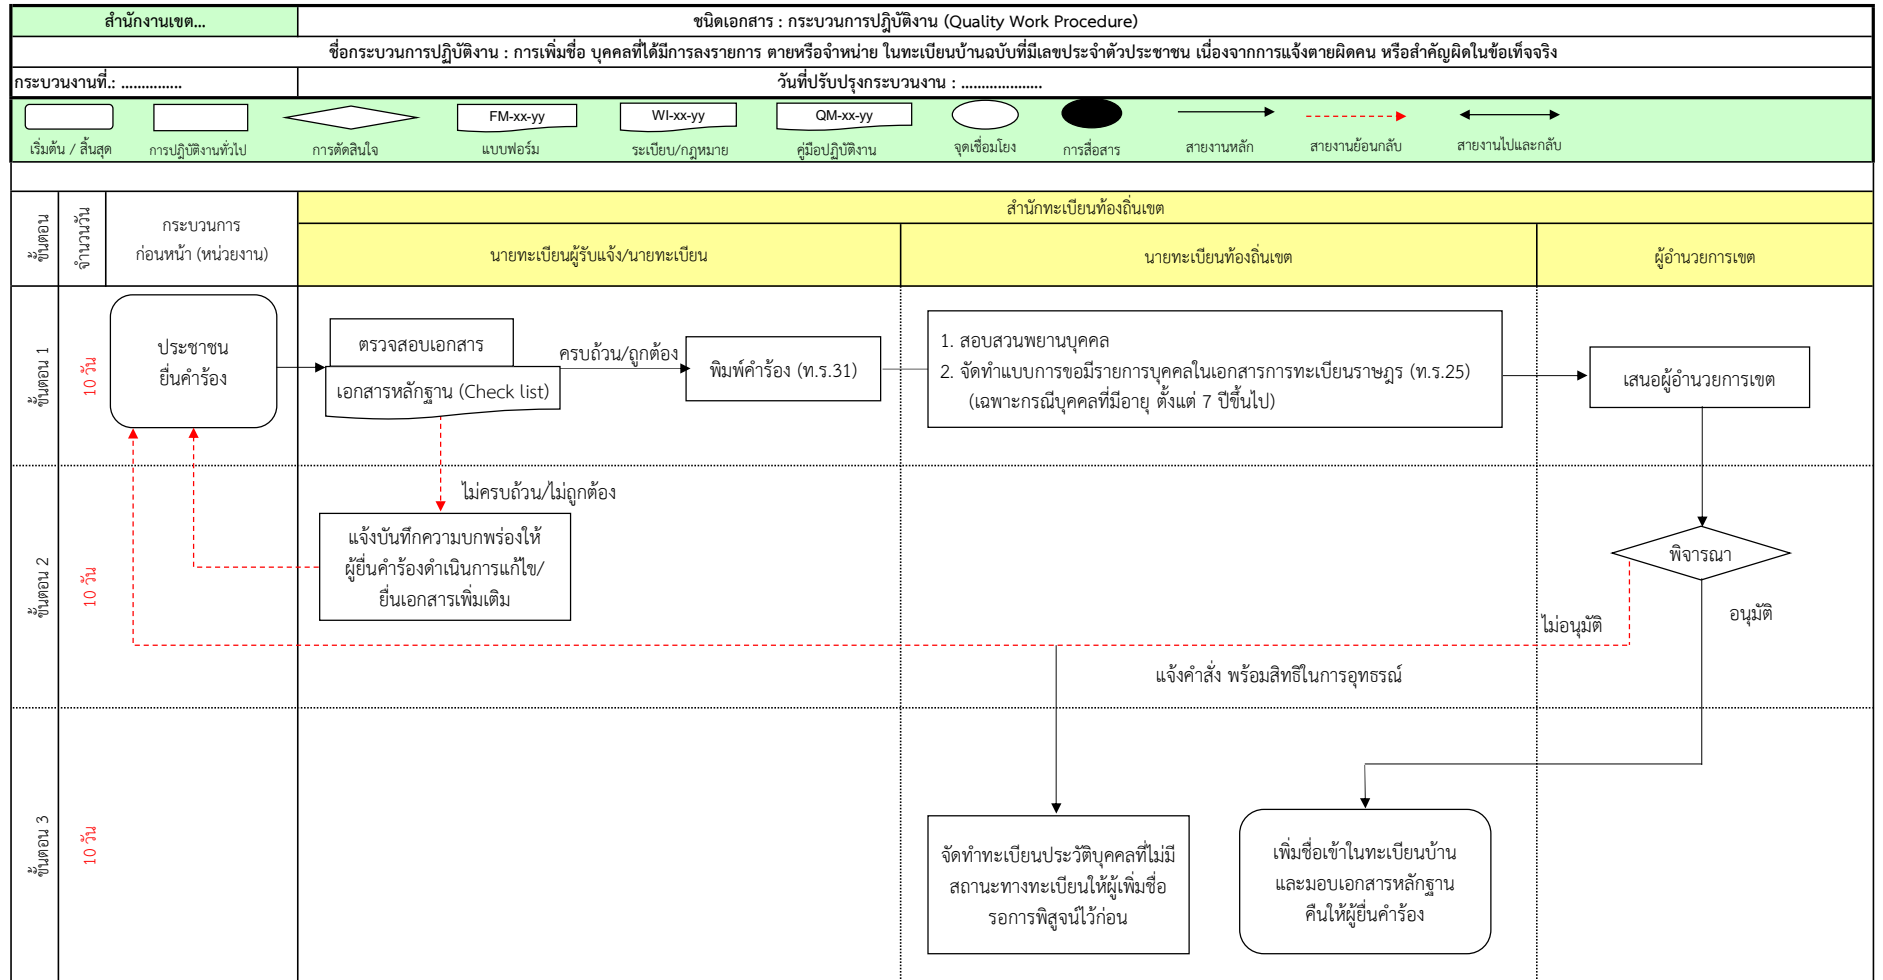 สำนักงานเขต...
ชนิดเอกสาร : กระบวนการปฏิบัติงาน (Quality Work Procedure)
ชื่อกระบวนการปฏิบัติงาน : การเพิ่มชื่อ บุคคลที่ได้มีการลงรายการ ตายหรือจำหน่าย ในทะเบียนบ้านฉบับที่มีเลขประจำตัวประชาชน เนื่องจากการแจ้งตายผิดคน หรือสำคัญผิดในข้อเท็จจริง
กระบวนงานที่.: ...............
วันที่ปรับปรุงกระบวนงาน : ....................
FM-xx-yy
WI-xx-yy
QM-xx-yy
เริ่มต้น / สิ้นสุด
การปฎิบัติงานทั่วไป
การตัดสินใจ
แบบฟอร์ม
ระเบียบ/กฎหมาย
คู่มือปฏิบัติงาน
จุดเชื่อมโยง
การสื่อสาร
สายงานหลัก
สายงานย้อนกลับ
สายงานไปและกลับ
ขั้นตอน
จำนวนวัน
กระบวนการ
ก่อนหน้า (หน่วยงาน)
สำนักทะเบียนท้องถิ่นเขต
นายทะเบียนผู้รับแจ้ง/นายทะเบียน
นายทะเบียนท้องถิ่นเขต
ผู้อำนวยการเขต
ขั้นตอน 1
10 วัน
ประชาชน
ยื่นคำร้อง
ตรวจสอบเอกสาร
เอกสารหลักฐาน (Check list)
ครบถ้วน/ถูกต้อง
พิมพ์คำร้อง (ท.ร.31)
1. สอบสวนพยานบุคคล
2. จัดทำแบบการขอมีรายการบุคคลในเอกสารการทะเบียนราษฎร (ท.ร.25)
(เฉพาะกรณีบุคคลที่มีอายุ ตั้งแต่ 7 ปีขึ้นไป)
เสนอผู้อำนวยการเขต
ขั้นตอน 2
10 วัน
ไม่ครบถ้วน/ไม่ถูกต้อง
แจ้งบันทึกความบกพร่องให้
ผู้ยื่นคำร้องดำเนินการแก้ไข/
ยื่นเอกสารเพิ่มเติม
พิจารณา
ไม่อนุมัติ
อนุมัติ
แจ้งคำสั่ง พร้อมสิทธิในการอุทธรณ์
ขั้นตอน 3
10 วัน
จัดทำทะเบียนประวัติบุคคลที่ไม่มี
สถานะทางทะเบียนให้ผู้เพิ่มชื่อ
รอการพิสูจน์ไว้ก่อน
เพิ่มชื่อเข้าในทะเบียนบ้าน
และมอบเอกสารหลักฐาน
คืนให้ผู้ยื่นคำร้อง